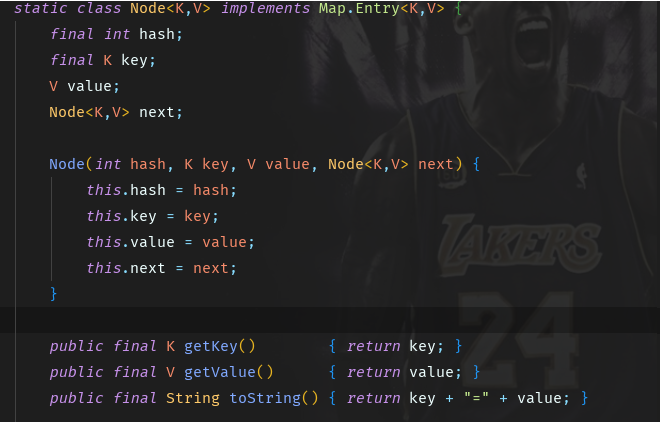 static class Node<K,V> implements Map.Entry<K,V> {
    final int hash;
    final K key;
    V value;
    Node<K,V> next;

    Node(int hash, K key, V value, Node<K,V> next) {
        this.hash = hash;
        this.key = key;
        this.value = value;
        this.next = next;
    }

    public final K getKey()        { return key; }
    public final V getValue()      { return value; }
    public final String toString() { return key + "=" + value; }
LAKERS
24